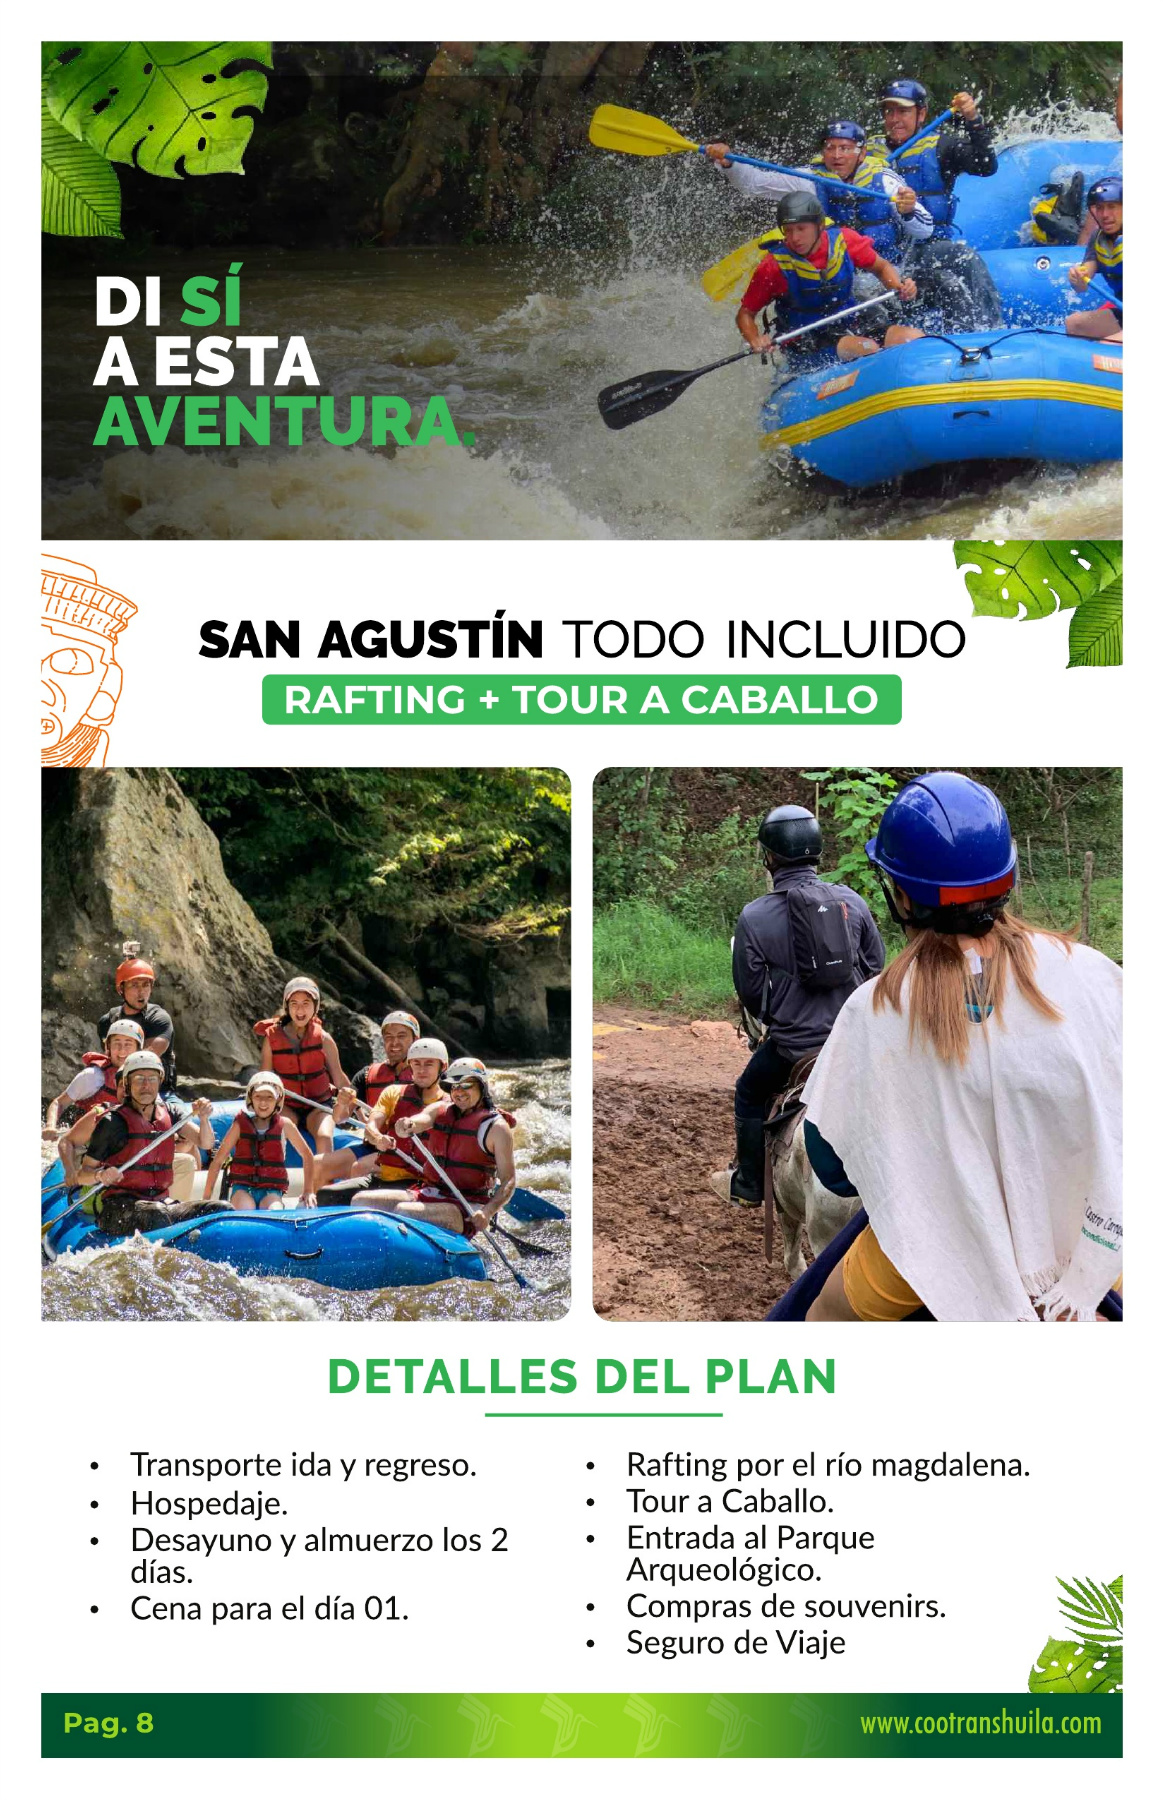 DI SÍ
A ESTA
AVENTURA.
SAN AGUSTÍN TODO INCLUIDO
RAFTING + TOUR A CABALLO
DETALLES DEL PLAN
• Transporte ida y regreso.
• Hospedaje.
• Desayuno y almuerzo los 2
días.
• Cena para el día 01.
• Rafting por el río magdalena.
• Tour a Caballo.
• Entrada al Parque
Arqueológico.
• Compras de souvenirs.
• Seguro de Viaje
Pag. 8
www.cootranshuila.com